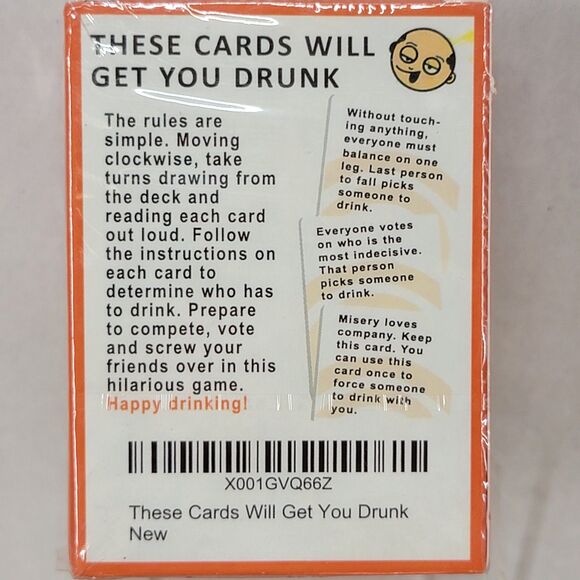 THESE CARDS WILL
GET YOU DRUNK
The rules are
simple. Moving
clockwise, take
turns drawing from
the deck and
reading each card
out loud. Follow
the instructions on
each card to
determine who has
to drink. Prepare
to compete, vote
and screw your
friends over in this
hilarious game.
Happy drinking!
Without touch-
ing anything,
everyone must
balance on one
leg. Last person
to fall picks
someone to
drink.
Everyone votes
on who is the
most indecisive.
That person
picks someone
to drink.
Misery loves
company. Keep
this card. You
can use this
card once to
force someone
to drink with
you.
X001GVQ66Z
These Cards Will Get You Drunk
New